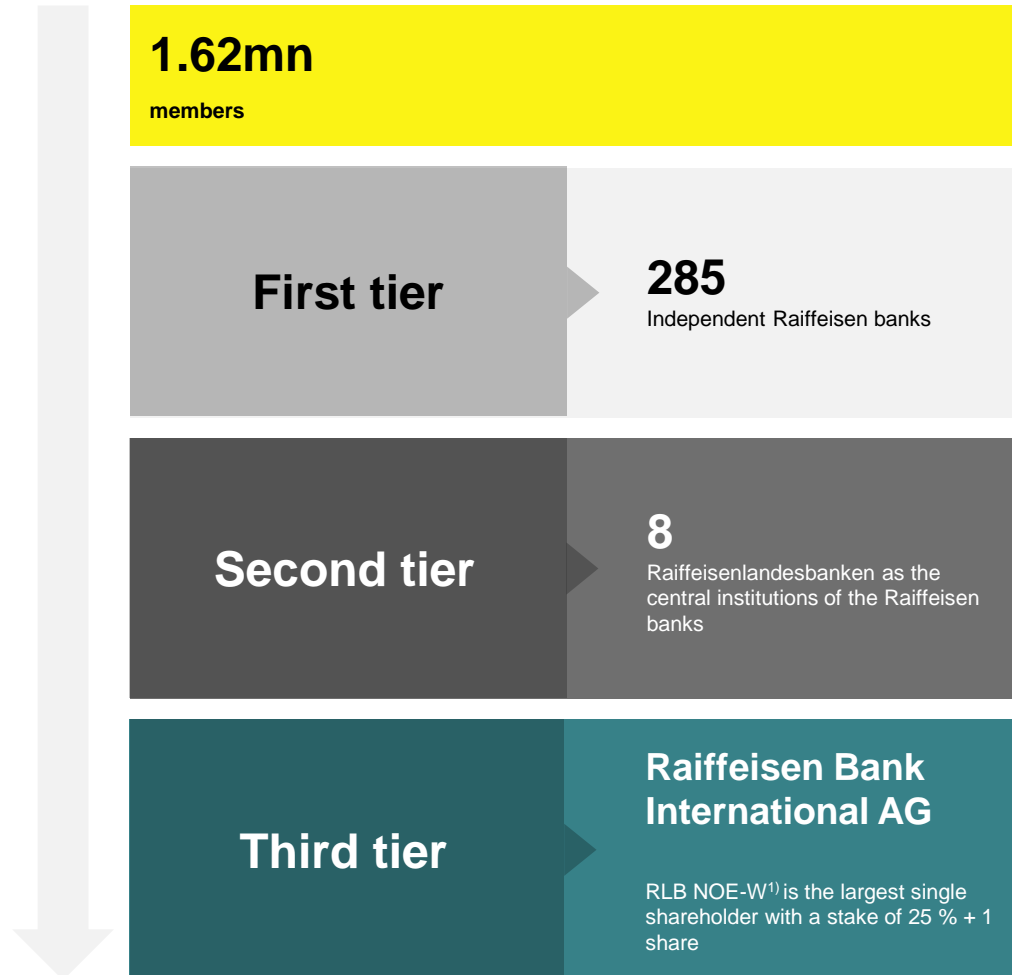 1.62mn
members
First tier
285
Independent Raiffeisen banks
Second tier
8
Raiffeisenlandesbanken as the
central institutions of the Raiffeisen
banks
Third tier
Raiffeisen Bank
International AG
RLB NOE-W1) is the largest single
shareholder with a stake of 25 % + 1
share